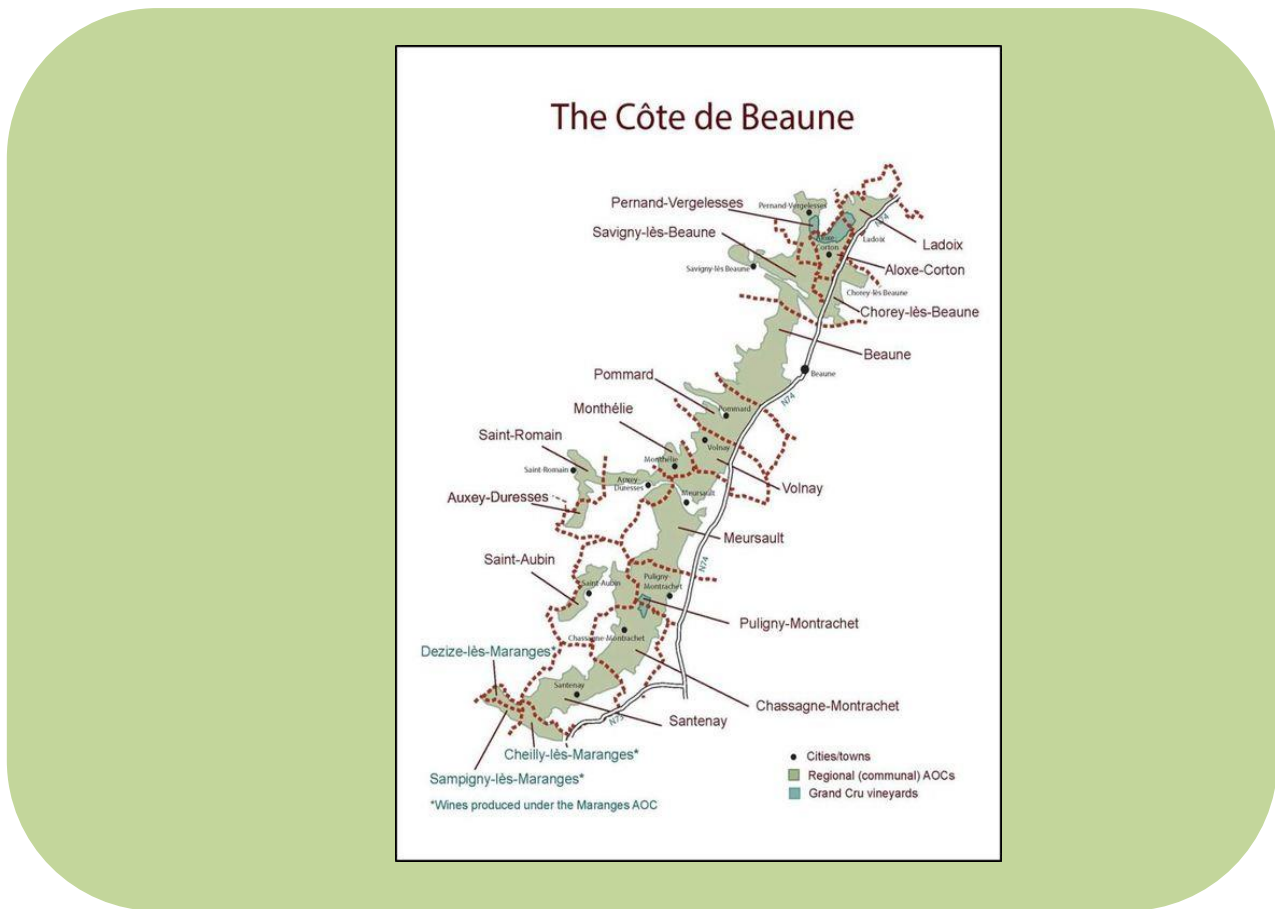 The Côte de Beaune
Pernand-Vergelesses
Pernand-Vergelesses
Savigny-lès-Beaune
N74
Ladoix
Ladoix
Corton
Aloxe-Corton
Savigny-lès Beaune
Chorey-lès Beaune
Chorey-lès-Beaune
Beaune
Beaune
Pommard
N74
Monthélie
Pommard
Saint-Romain
Volnay
Monthélie
Saint-Romain
Auxey-
Duresses
Volnay
Auxey-Duresses
Meursault
Meursault
Saint-Aubin
N74
Puligny-
Montrachet
Saint-Aubin
Puligny-Montrachet
Chassagne-Montrachet
Dezize-lès-Maranges*
Santenay
Chassagne-Montrachet
Santenay
Cheilly-lès-Maranges*
Cities/towns
Sampigny-lès-Maranges*
Regional (communal) AOCs
Grand Cru vineyards
*Wines produced under the Maranges AOC